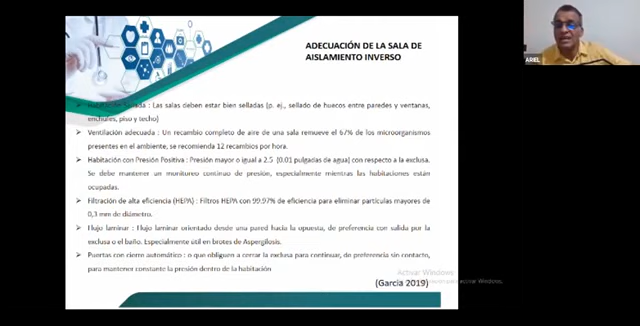 ADECUACIÓN DE LA SALA DE
AISLAMIENTO INVERSO
ARIEL
: Las salas deben estar bien selladas (p. ej., sellado de huecos entre paredes y ventanas,
enchufes, piso y techo)
Ventilación adecuada : Un recambio completo de aire de una sala remueve el 67% de los microorganismos
presentes en el ambiente, se recomienda 12 recambios por hora.
Habitación con Presión Positiva : Presión mayor o igual a 2,5 (0.01 pulgadas de agua) con respecto a la exclusa.
Se debe mantener un monitoreo continuo de presión, especialmente mientras las habitaciones están
ocupadas.
Filtración de alta eficiencia (HEPA) : Filtros HEPA con 99.97% de eficiencia para eliminar partículas mayores de
0,3 mm de diámetro.
Flujo laminar : Flujo laminar orientado desde una pared hacia la opuesta, de preferencia con salida por la
exclusa o el baño. Especialmente útil en brotes de Aspergilosis.
Puertas con cierre automático : o que obliguen a cerrar la exclusa para continuar, de preferencia sin contacto,
para mantener constante la presión dentro de la habitación
Activar Windows
activar Windows.
(Garcia 2019)